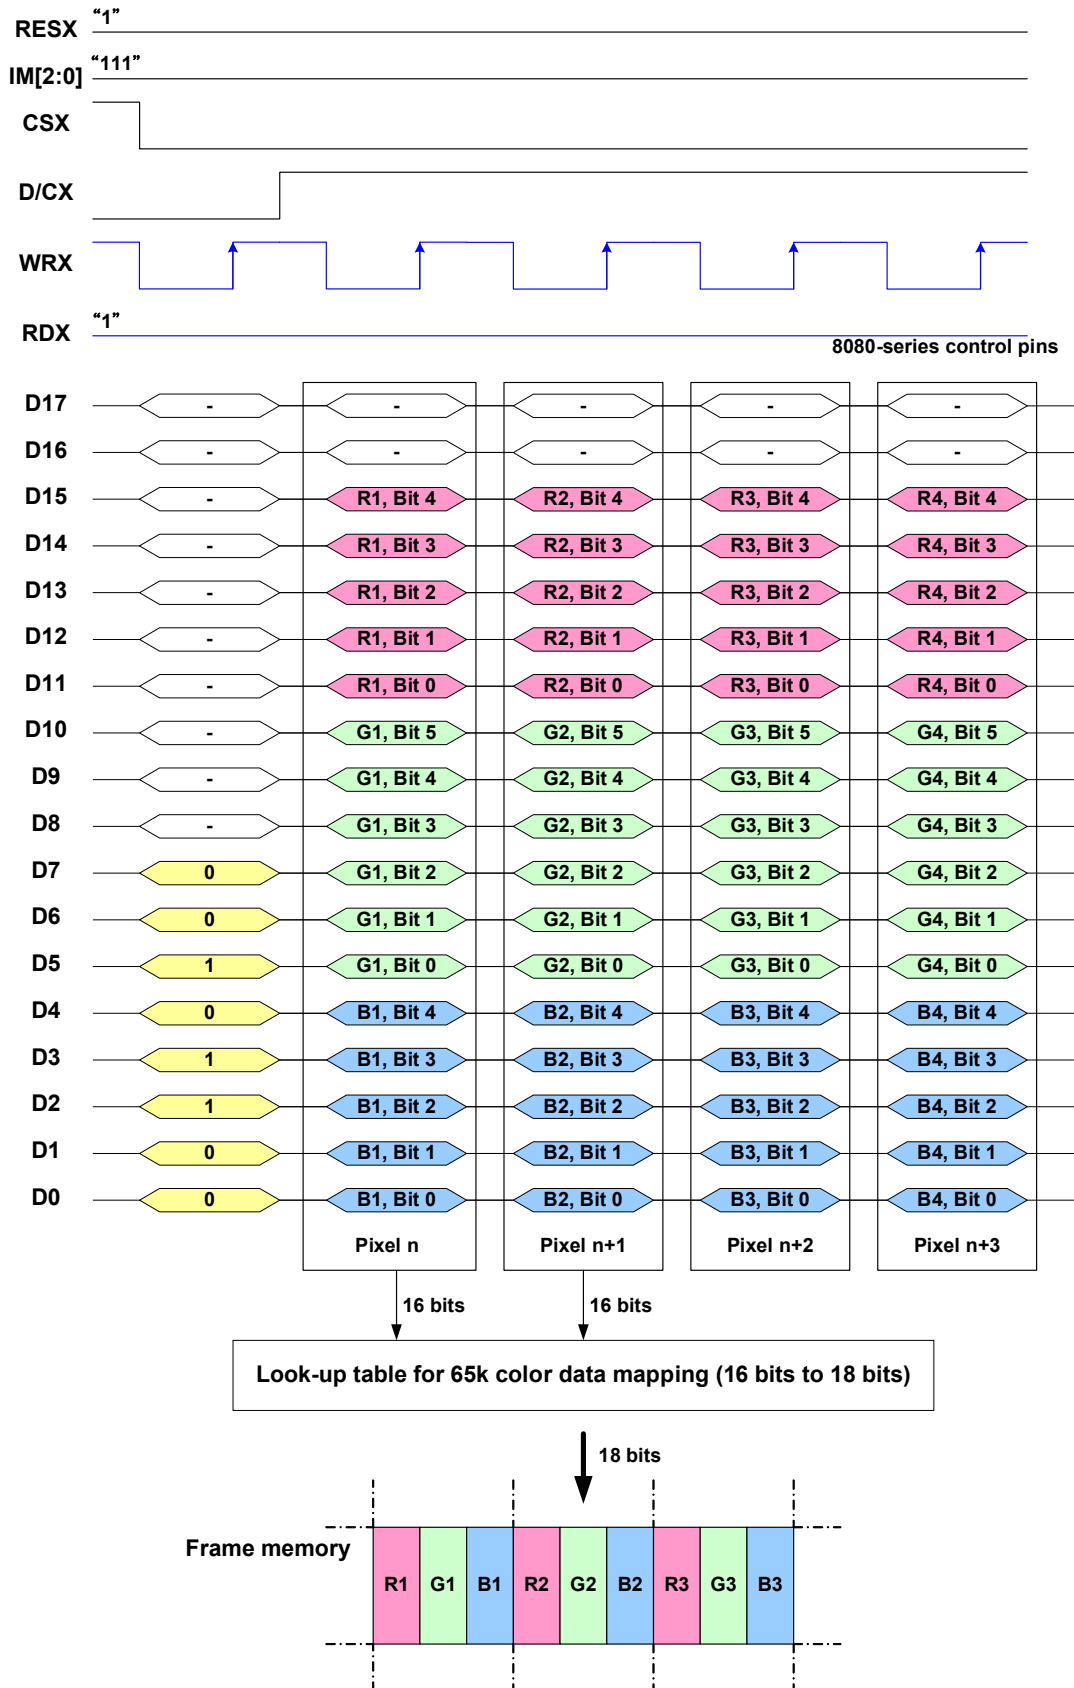 RESX “1”
IM[2:0] “111”
CSX
D/CX
WRX
RDX “1”
8080-series control pins
D17 - - - - -
D16 - - - - -
D15 - R1, Bit 4 R2, Bit 4 R3, Bit 4 R4, Bit 4
D14 - R1, Bit 3 R2, Bit 3 R3, Bit 3 R4, Bit 3
D13 - R1, Bit 2 R2, Bit 2 R3, Bit 2 R4, Bit 2
D12 - R1, Bit 1 R2, Bit 1 R3, Bit 1 R4, Bit 1
D11 - R1, Bit 0 R2, Bit 0 R3, Bit 0 R4, Bit 0
D10 - G1, Bit 5 G2, Bit 5 G3, Bit 5 G4, Bit 5
D9 - G1, Bit 4 G2, Bit 4 G3, Bit 4 G4, Bit 4
D8 - G1, Bit 3 G2, Bit 3 G3, Bit 3 G4, Bit 3
D7 0 G1, Bit 2 G2, Bit 2 G3, Bit 2 G4, Bit 2
D6 0 G1, Bit 1 G2, Bit 1 G3, Bit 1 G4, Bit 1
D5 1 G1, Bit 0 G2, Bit 0 G3, Bit 0 G4, Bit 0
D4 0 B1, Bit 4 B2, Bit 4 B3, Bit 4 B4, Bit 4
D3 1 B1, Bit 3 B2, Bit 3 B3, Bit 3 B4, Bit 3
D2 1 B1, Bit 2 B2, Bit 2 B3, Bit 2 B4, Bit 2
D1 0 B1, Bit 1 B2, Bit 1 B3, Bit 1 B4, Bit 1
D0 0 B1, Bit 0 B2, Bit 0 B3, Bit 0 B4, Bit 0
Pixel n Pixel n+1 Pixel n+2 Pixel n+3
16 bits 16 bits
Look-up table for 65k color data mapping (16 bits to 18 bits)
18 bits
Frame memory
R1 G1 B1 R2 G2 B2 R3 G3 B3